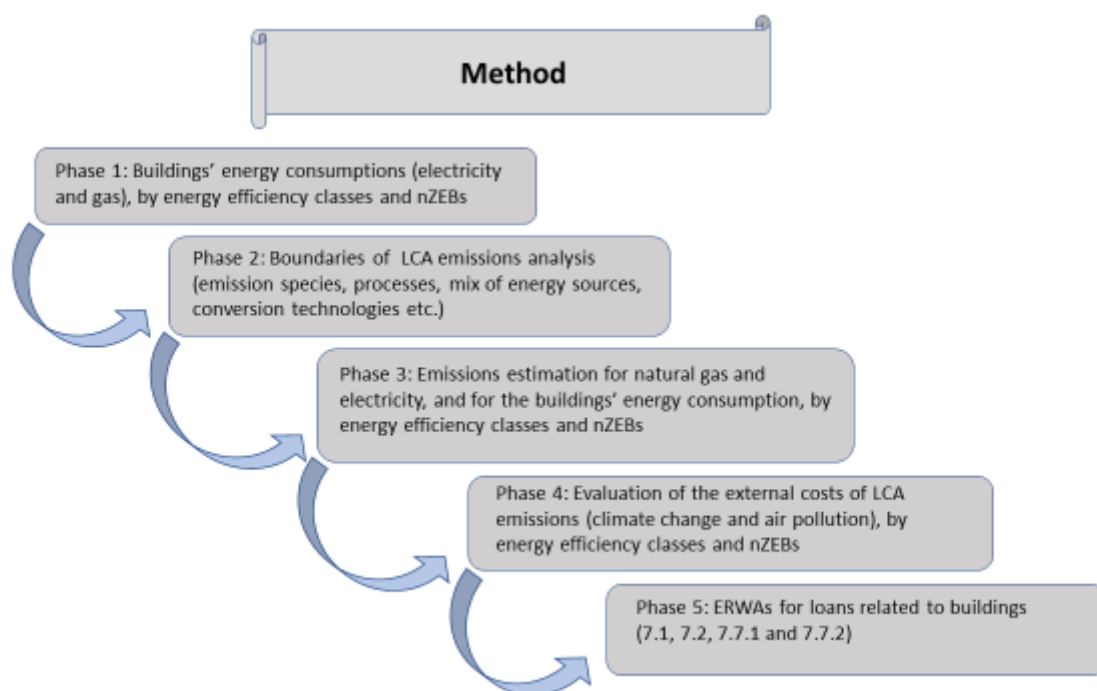 Method
Phase 1: Buildings’ energy consumptions (electricity
and gas), by energy efficiency classes and nZEBs
Phase 2: Boundaries of LCA emissions analysis
(emission species, processes, mix of energy sources,
conversion technologies etc.)
Phase 3: Emissions estimation for natural gas and
electricity, and for the buildings’ energy consumption, by
energy efficiency classes and nZEBs
Phase 4: Evaluation of the external costs of LCA
emissions (climate change and air pollution), by
energy efficiency classes and nZEBs
Phase 5: ERWAs for loans related to buildings
(7.1, 7.2, 7.7.1 and 7.7.2)